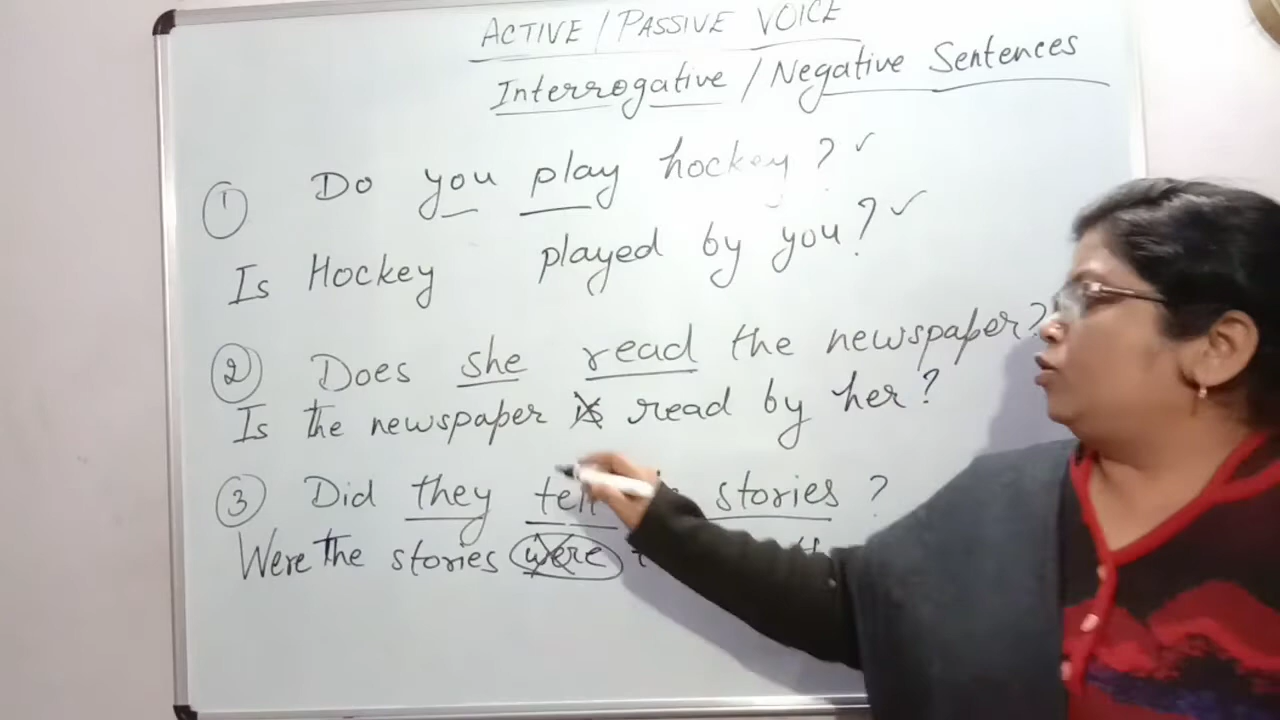 ACTIVE / PASSIVE VOICE
Interrogative / Negative Sentences
1 Do you play hockey ? ✓
Is Hockey played by you ? ✓
2 Does she read the newspaper ?
Is the newspaper is read by her ?
3 Did they tell stories ?
Were the stories were